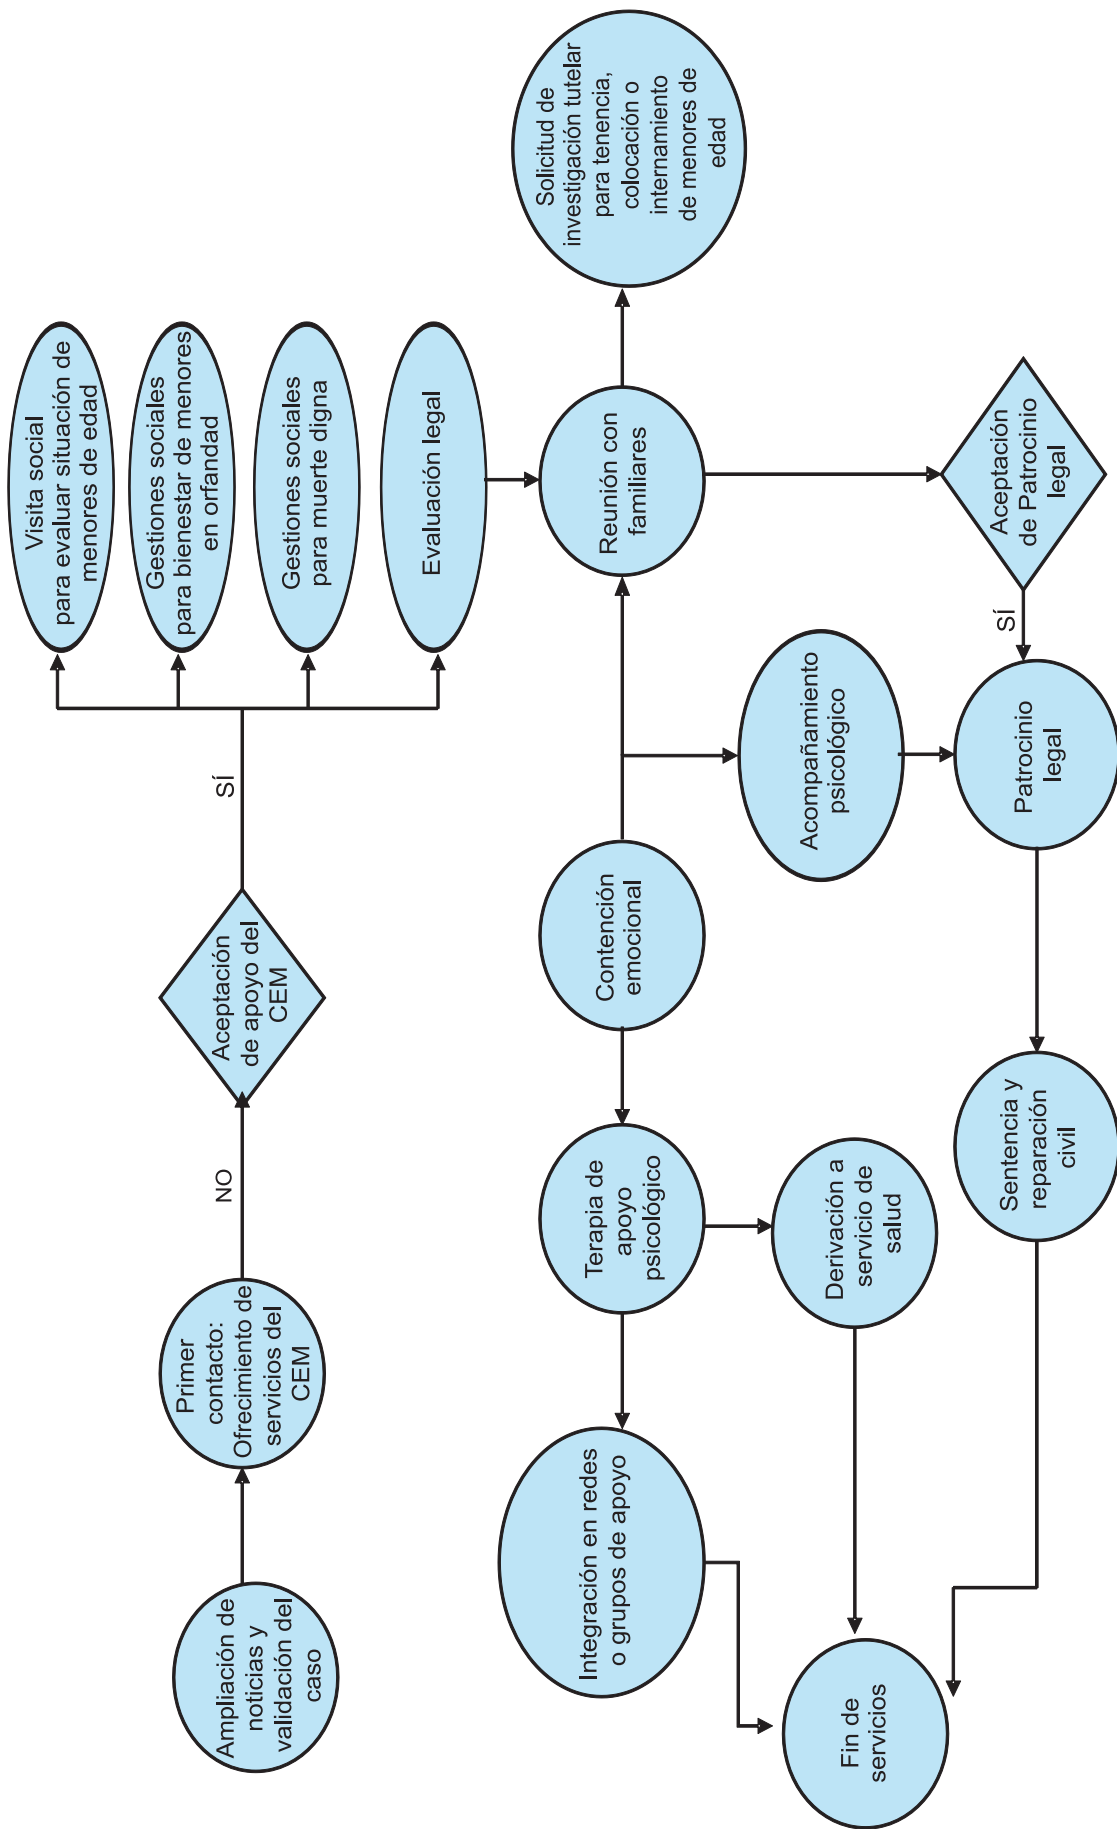 Ampliación de
noticias y
validación del
caso
Primer
contacto:
Ofrecimiento de
servicios del
CEM
NO
Aceptación
de apoyo del
CEM
SÍ
Visita social
para evaluar situación de
menores de edad
Gestiones sociales
para bienestar de menores
en orfandad
Gestiones sociales
para muerte digna
Evaluación legal
Solicitud de
investigación tutelar
para tenencia,
colocación o
internamiento
de menores de
edad
Reunión con
familiares
Contención
emocional
Terapia de
apoyo
psicológico
Integración en redes
o grupos de apoyo
Acompañamiento
psicológico
Derivación a
servicio de
salud
Fin de
servicios
Aceptación
de Patrocinio
legal
SÍ
Patrocinio
legal
Sentencia y
reparación
civil